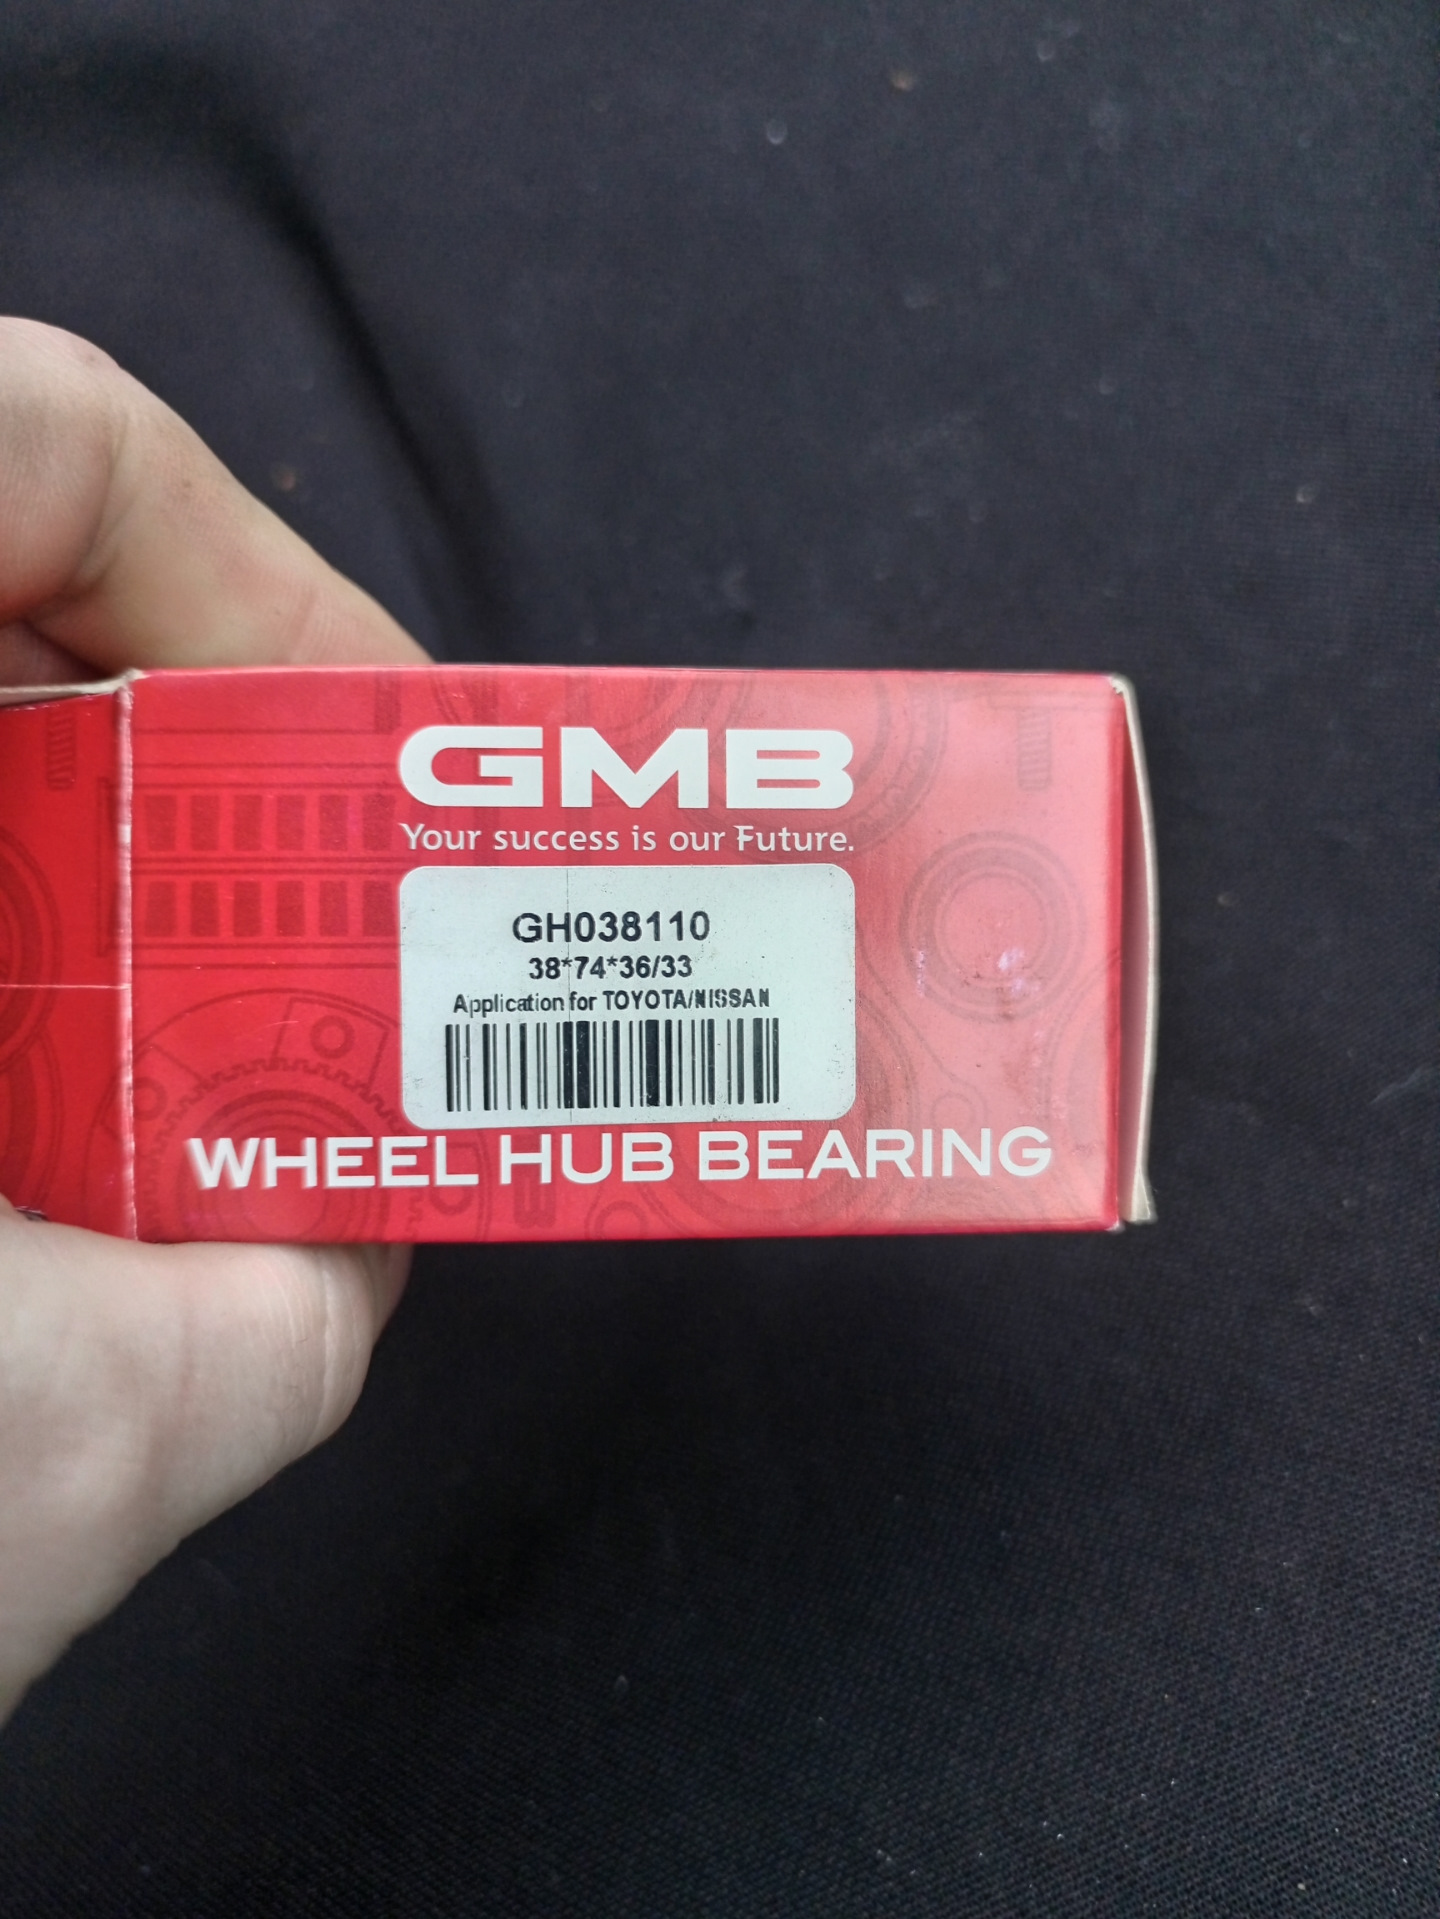 GMB
Your success is our Future.
GH038110
38*74*36/33
Application for TOYOTA/NISSAN
WHEEL HUB BEARING